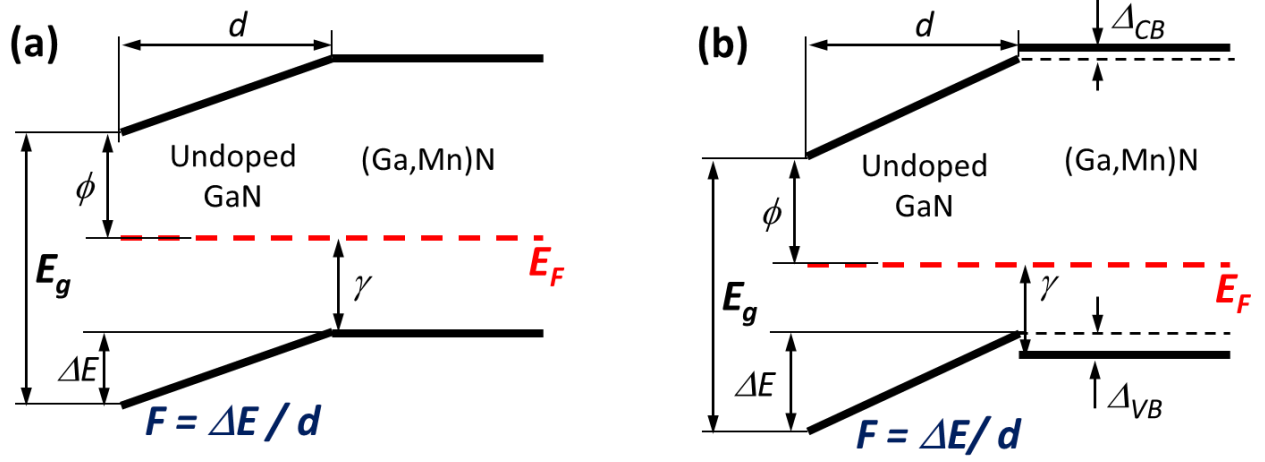 (a)
d
Undoped
GaN
(Ga,Mn)N
ϕ
E_g
E_F
γ
ΔE
F = ΔE / d
(b)
d
Δ_CB
Undoped
GaN
(Ga,Mn)N
ϕ
E_g
E_F
γ
ΔE
Δ_VB
F = ΔE/ d